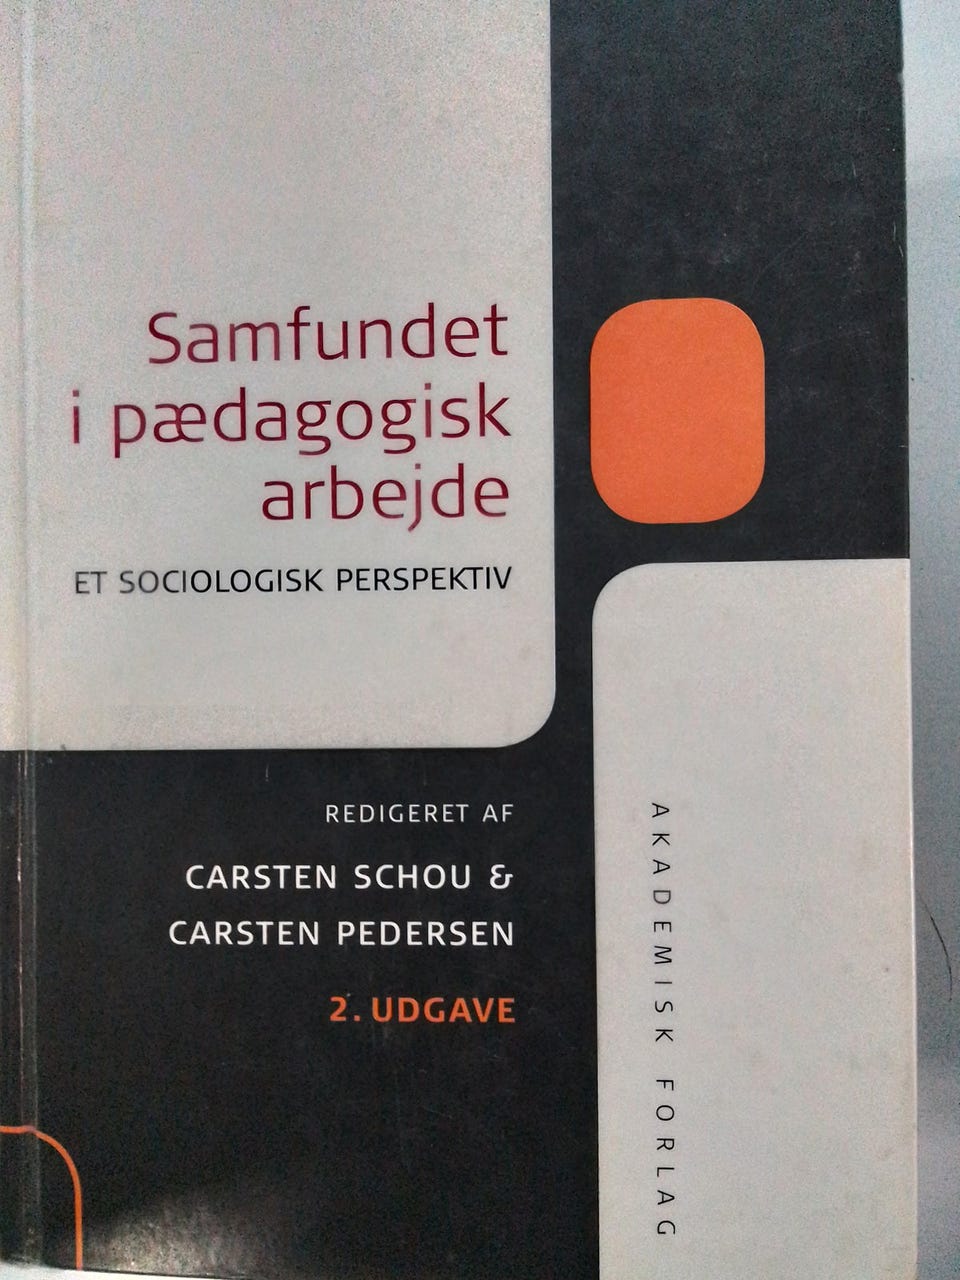 Samfundet
i pædagogisk
arbejde
ET SOCIOLOGISK PERSPEKTIV
REDIGERET AF
CARSTEN SCHOU &
CARSTEN PEDERSEN
2. UDGAVE
AKADEMISK FORLAG